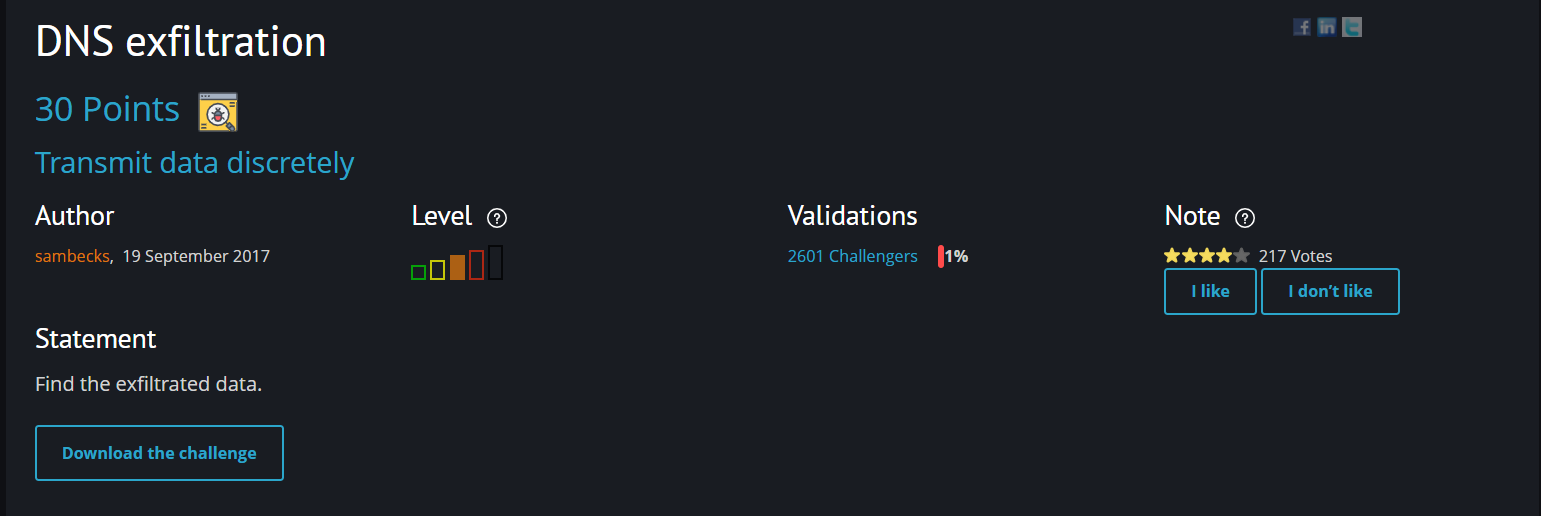 DNS exfiltration
30 Points
Transmit data discretely
Author
Level ?
Validations
Note ?
sambecks, 19 September 2017
2601 Challengers 1%
217 Votes
I like
I don't like
Statement
Find the exfiltrated data.
Download the challenge